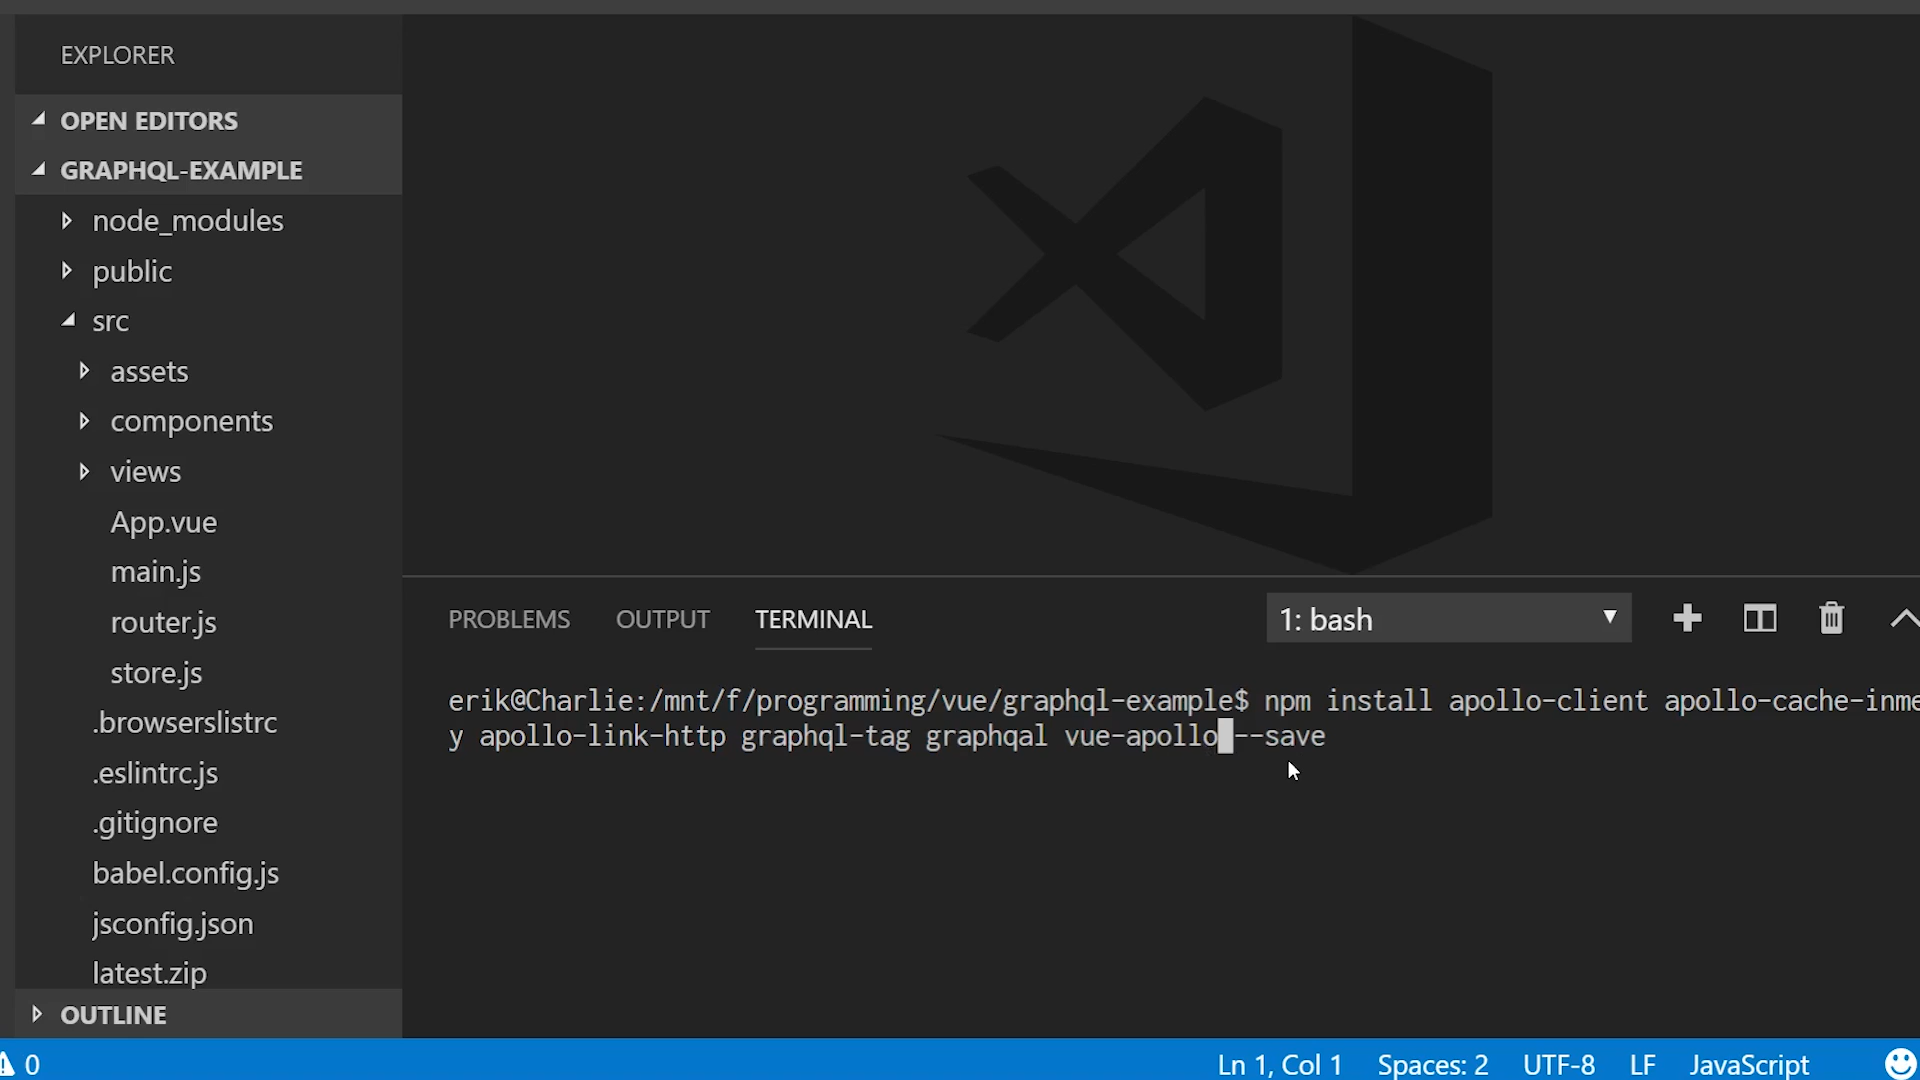 EXPLORER
OPEN EDITORS
GRAPHQL-EXAMPLE
node_modules
public
src
assets
components
views
App.vue
main.js
router.js
store.js
.browserslistrc
.eslintrc.js
.gitignore
babel.config.js
jsconfig.json
latest.zip
OUTLINE
PROBLEMS OUTPUT TERMINAL 1: bash
erik@Charlie:/mnt/f/programming/vue/graphql-example$ npm install apollo-client apollo-cache-inme
y apollo-link-http graphql-tag graphqal vue-apollo --save
0 Ln 1, Col 1 Spaces: 2 UTF-8 LF JavaScript